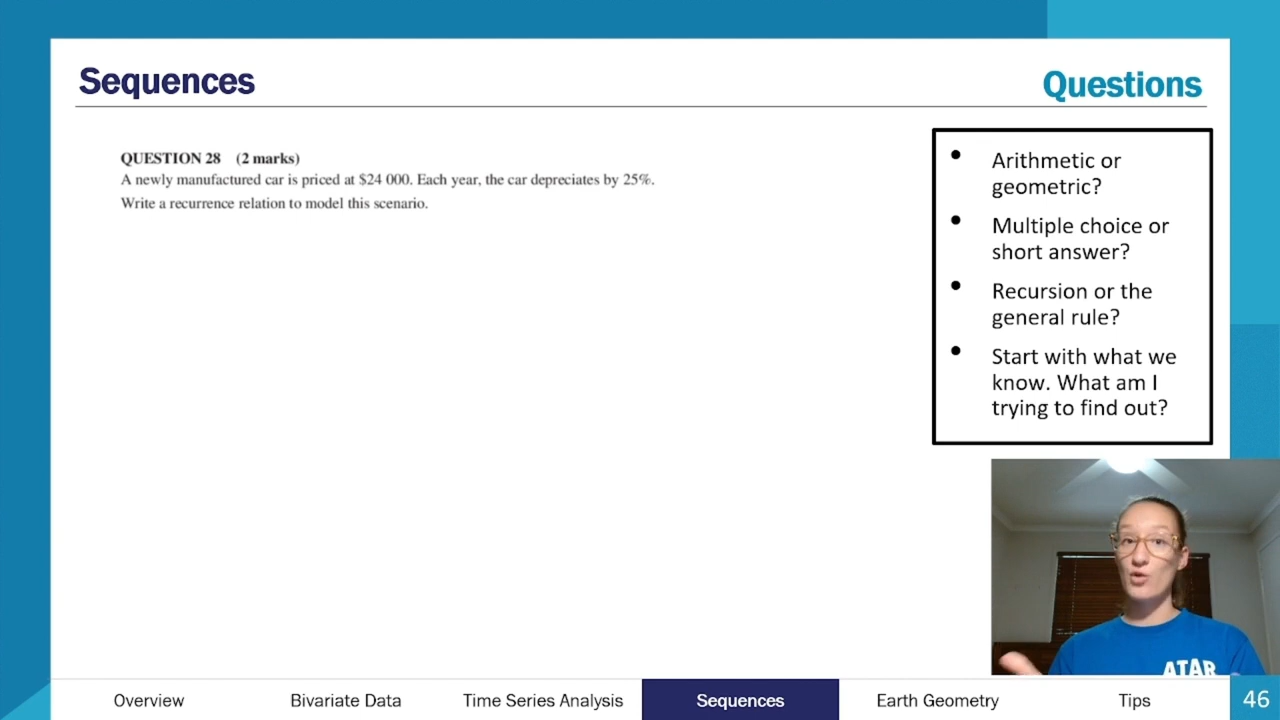 Sequences
Questions
QUESTION 28 (2 marks)
A newly manufactured car is priced at $24 000. Each year, the car depreciates by 25%.
Write a recurrence relation to model this scenario.
• Arithmetic or
geometric?
• Multiple choice or
short answer?
• Recursion or the
general rule?
• Start with what we
know. What am I
trying to find out?
ATAR
Overview
Bivariate Data
Time Series Analysis
Sequences
Earth Geometry
Tips
46